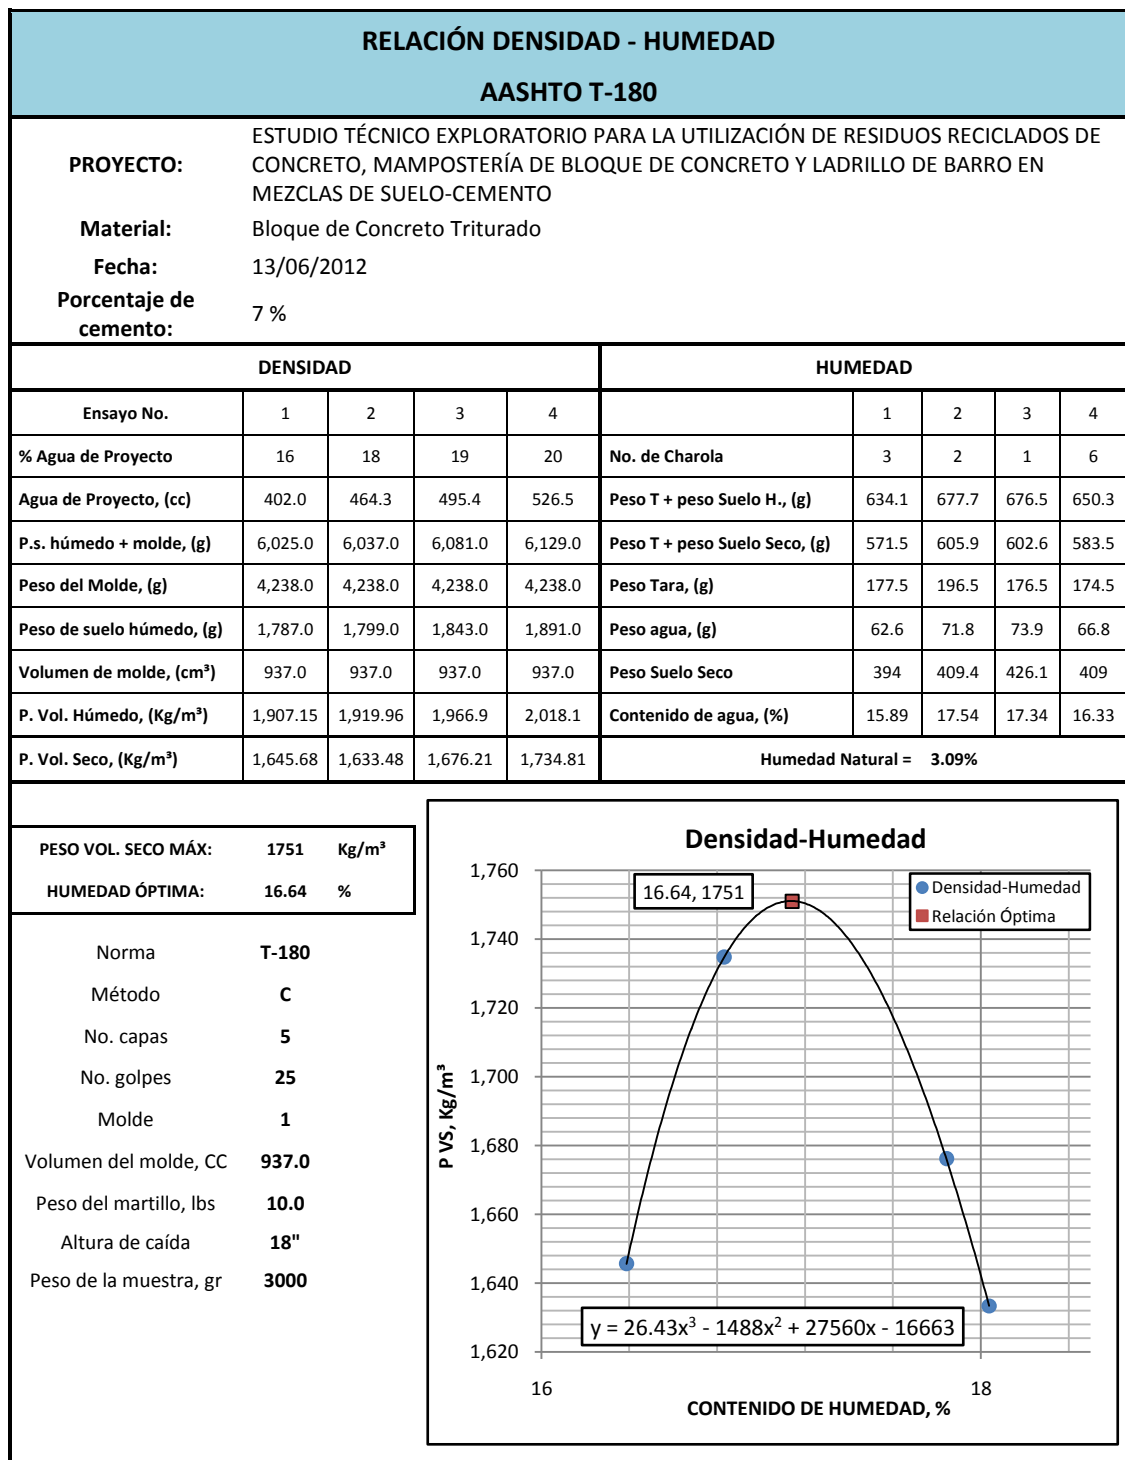 RELACIÓN DENSIDAD - HUMEDAD
AASHTO T-180
PROYECTO: ESTUDIO TÉCNICO EXPLORATORIO PARA LA UTILIZACIÓN DE RESIDUOS RECICLADOS DE
CONCRETO, MAMPOSTERÍA DE BLOQUE DE CONCRETO Y LADRILLO DE BARRO EN
MEZCLAS DE SUELO-CEMENTO
Material: Bloque de Concreto Triturado
Fecha: 13/06/2012
Porcentaje de
cemento: 7 %
DENSIDAD HUMEDAD
Ensayo No. 1 2 3 4 1 2 3 4
% Agua de Proyecto 16 18 19 20 No. de Charola 3 2 1 6
Agua de Proyecto, (cc) 402.0 464.3 495.4 526.5 Peso T + peso Suelo H., (g) 634.1 677.7 676.5 650.3
P.s. húmedo + molde, (g) 6,025.0 6,037.0 6,081.0 6,129.0 Peso T + peso Suelo Seco, (g) 571.5 605.9 602.6 583.5
Peso del Molde, (g) 4,238.0 4,238.0 4,238.0 4,238.0 Peso Tara, (g) 177.5 196.5 176.5 174.5
Peso de suelo húmedo, (g) 1,787.0 1,799.0 1,843.0 1,891.0 Peso agua, (g) 62.6 71.8 73.9 66.8
Volumen de molde, (cm³) 937.0 937.0 937.0 937.0 Peso Suelo Seco 394 409.4 426.1 409
P. Vol. Húmedo, (Kg/m³) 1,907.15 1,919.96 1,966.9 2,018.1 Contenido de agua, (%) 15.89 17.54 17.34 16.33
P. Vol. Seco, (Kg/m³) 1,645.68 1,633.48 1,676.21 1,734.81 Humedad Natural = 3.09%
PESO VOL. SECO MÁX: 1751 Kg/m³
HUMEDAD ÓPTIMA: 16.64 %
Norma T-180
Método C
No. capas 5
No. golpes 25
Molde 1
Volumen del molde, CC 937.0
Peso del martillo, lbs 10.0
Altura de caída 18"
Peso de la muestra, gr 3000
Densidad-Humedad
16.64, 1751
Densidad-Humedad
Relación Óptima
1,760
1,740
1,720
1,700
1,680
1,660
1,640
1,620
P VS, Kg/m³
y = 26.43x³ - 1488x² + 27560x - 16663
16 18
CONTENIDO DE HUMEDAD, %